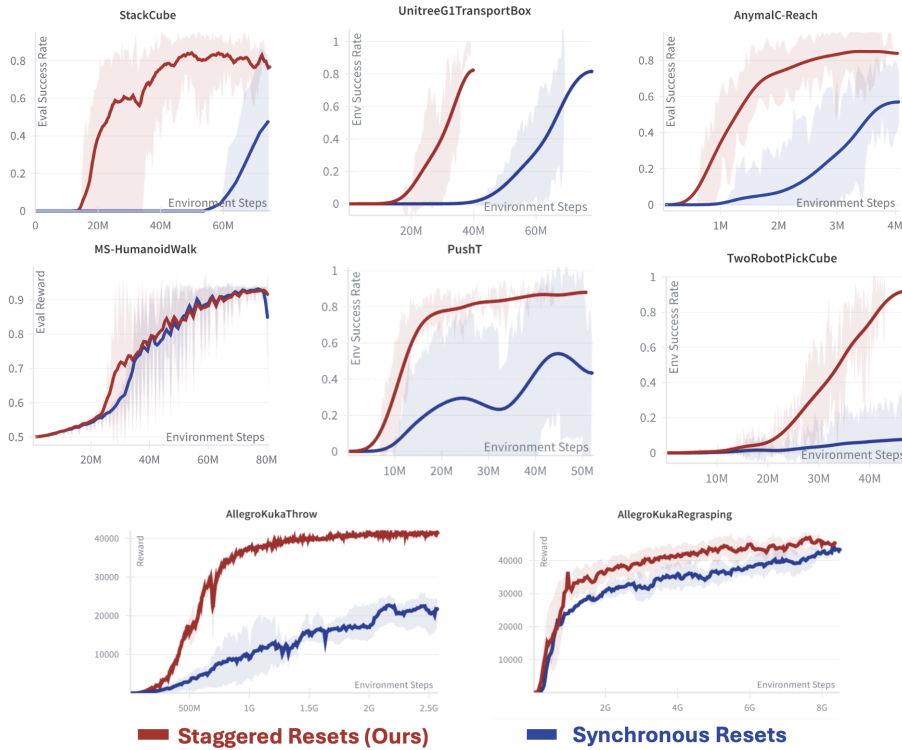 StackCube
Eval Success Rate
0.8
0.6
0.4
0.2
0
0
20M
40M
60M
Environment Steps
UnitreeG1TransportBox
Env Success Rate
1
0.8
0.6
0.4
0.2
0
20M
40M
60M
Environment Steps
AnymalC-Reach
Eval Success Rate
0.8
0.6
0.4
0.2
0
1M
2M
3M
4M
Environment Steps
MS-HumanoidWalk
Eval Reward
0.9
0.8
0.7
0.6
0.5
20M
40M
60M
80M
Environment Steps
PushT
Env Success Rate
1
0.8
0.6
0.4
0.2
0
10M
20M
30M
40M
50M
Environment Steps
TwoRobotPickCube
Env Success Rate
1
0.8
0.6
0.4
0.2
0
10M
20M
30M
40M
Environment Steps
AllegroKukaThrow
Reward
40000
30000
20000
10000
500M
1G
1.5G
2G
2.5G
Environment Steps
AllegroKukaRegrasping
Reward
40000
30000
20000
10000
2G
4G
6G
8G
Environment Steps
Staggered Resets (Ours)
Synchronous Resets